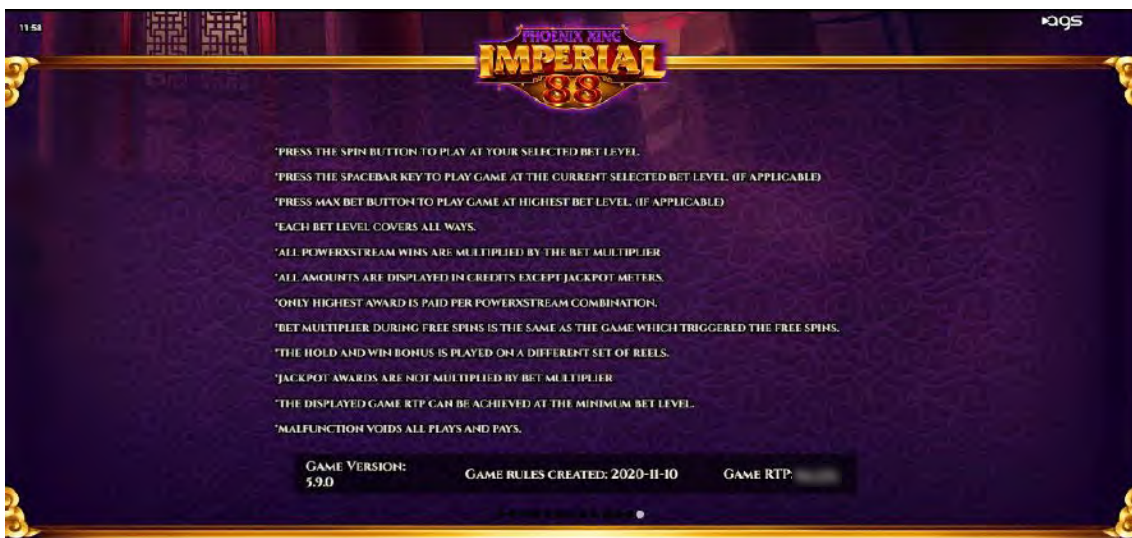 11:58
ags
PHOENIX KING
IMPERIAL
88
*PRESS THE SPIN BUTTON TO PLAY AT YOUR SELECTED BET LEVEL.
*PRESS THE SPACEBAR KEY TO PLAY GAME AT THE CURRENT SELECTED BET LEVEL. (IF APPLICABLE)
*PRESS MAX BET BUTTON TO PLAY GAME AT HIGHEST BET LEVEL. (IF APPLICABLE)
*EACH BET LEVEL COVERS ALL WAYS.
*ALL POWERXSTREAM WINS ARE MULTIPLIED BY THE BET MULTIPLIER
*ALL AMOUNTS ARE DISPLAYED IN CREDITS EXCEPT JACKPOT METERS.
*ONLY HIGHEST AWARD IS PAID PER POWERXSTREAM COMBINATION.
*BET MULTIPLIER DURING FREE SPINS IS THE SAME AS THE GAME WHICH TRIGGERED THE FREE SPINS.
*THE HOLD AND WIN BONUS IS PLAYED ON A DIFFERENT SET OF REELS.
*JACKPOT AWARDS ARE NOT MULTIPLIED BY BET MULTIPLIER
*THE DISPLAYED GAME RTP CAN BE ACHIEVED AT THE MINIMUM BET LEVEL.
*MALFUNCTION VOIDS ALL PLAYS AND PAYS.
GAME VERSION:
5.9.0
GAME RULES CREATED: 2020-11-10
GAME RTP: